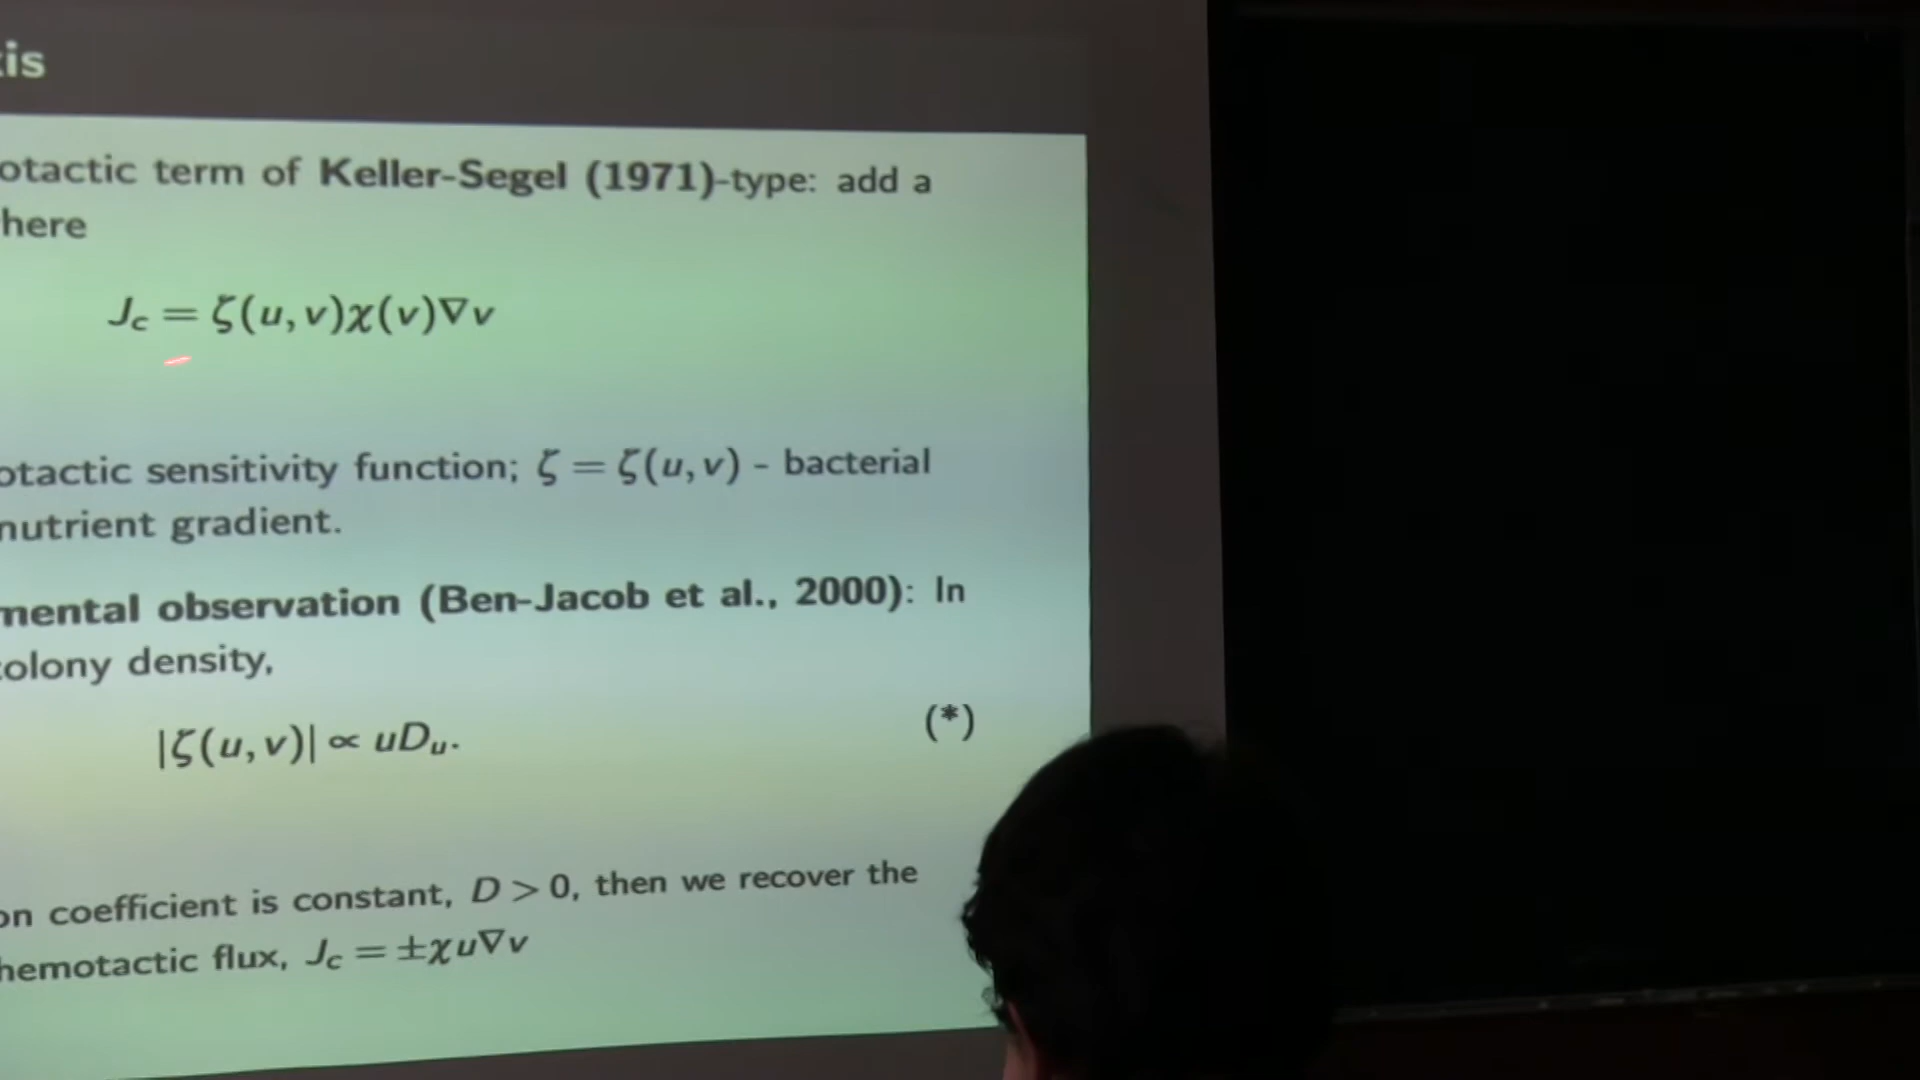 otactic term of Keller-Segel (1971)-type: add a
here
J_c = ζ(u, v)χ(v)∇v
otactic sensitivity function; ζ = ζ(u, v) - bacterial
nutrient gradient.
mental observation (Ben-Jacob et al., 2000): In
olony density,
|ζ(u, v)| ∝ uD_u. (*)
on coefficient is constant, D > 0, then we recover the
hemotactic flux, J_c = ±χu∇v